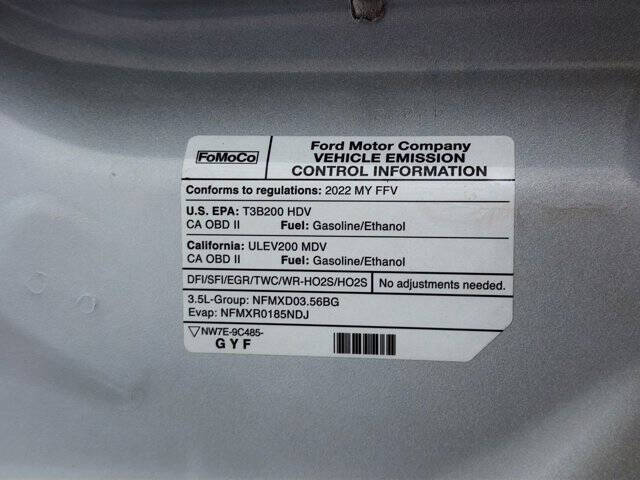 FoMoCo
Ford Motor Company
VEHICLE EMISSION
CONTROL INFORMATION
Conforms to regulations: 2022 MY FFV
U.S. EPA: T3B200 HDV
CA OBD II Fuel: Gasoline/Ethanol
California: ULEV200 MDV
CA OBD II Fuel: Gasoline/Ethanol
DFI/SFI/EGR/TWC/WR-HO2S/HO2S No adjustments needed.
3.5L-Group: NFMXD03.56BG
Evap: NFMXR0185NDJ
NW7E-9C485-
G Y F